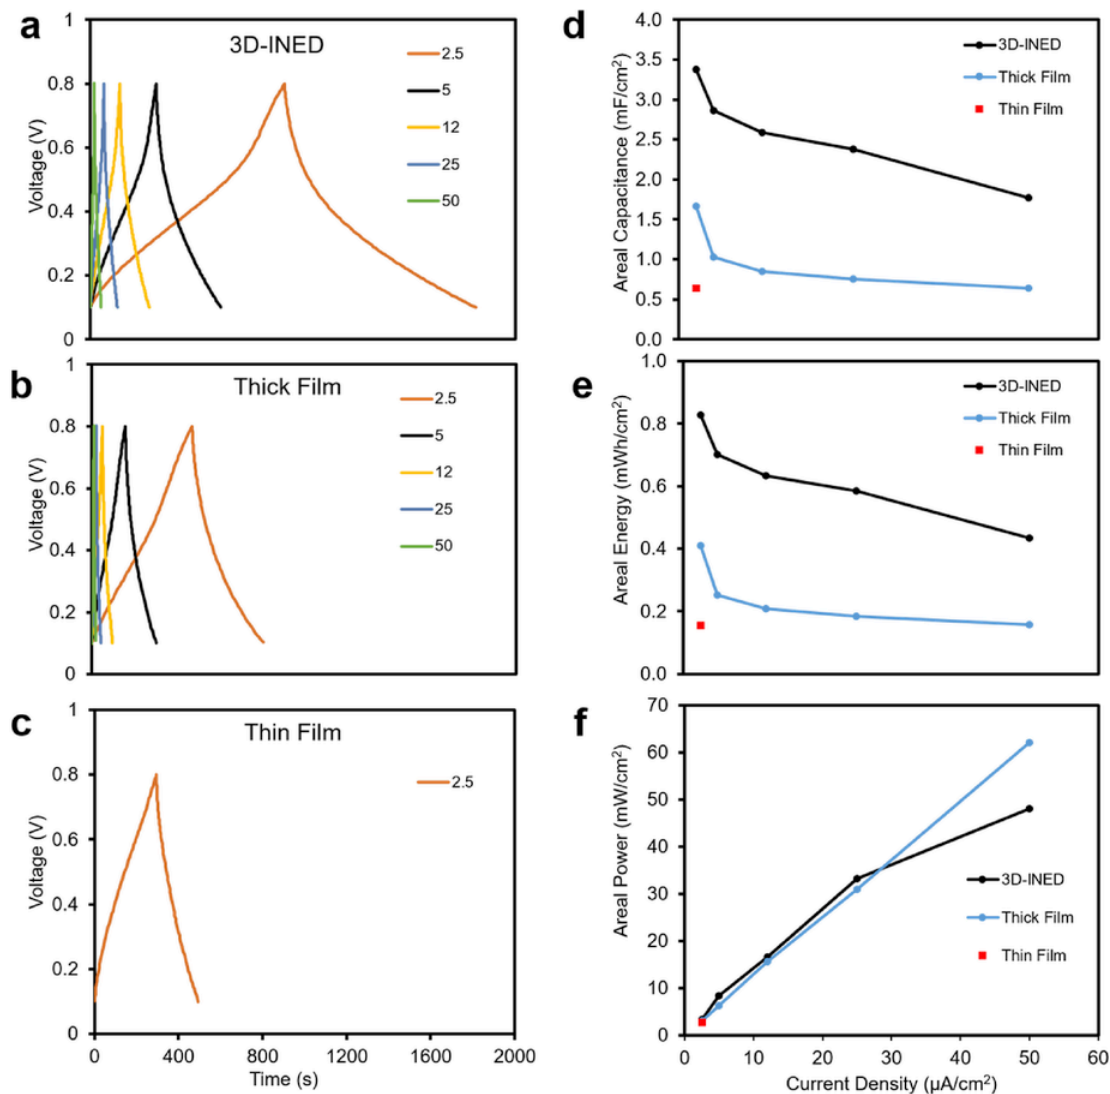 a
3D-INED
1
0.8
0.6
0.4
0.2
0
Voltage (V)
2.5
5
12
25
50
b
Thick Film
1
0.8
0.6
0.4
0.2
0
Voltage (V)
2.5
5
12
25
50
c
Thin Film
1
0.8
0.6
0.4
0.2
0
Voltage (V)
2.5
0 400 800 1200 1600 2000
Time (s)
d
4.0
3.5
3.0
2.5
2.0
1.5
1.0
0.5
0.0
Areal Capacitance (mF/cm²)
3D-INED
Thick Film
Thin Film
e
1.0
0.8
0.6
0.4
0.2
0.0
Areal Energy (mWh/cm²)
3D-INED
Thick Film
Thin Film
f
70
60
50
40
30
20
10
0
Areal Power (mW/cm²)
3D-INED
Thick Film
Thin Film
0 10 20 30 40 50 60
Current Density (µA/cm²)